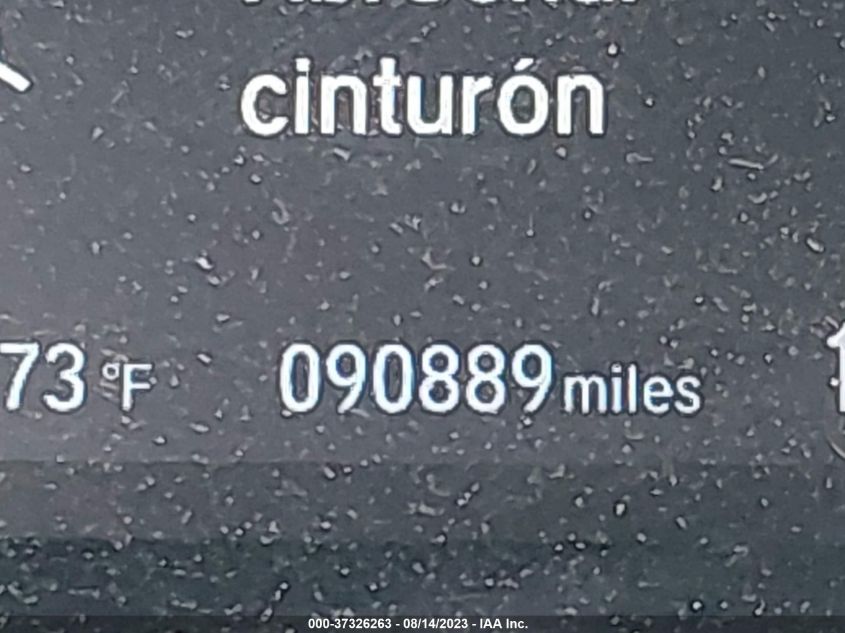 cinturón
73 °F 090889 miles
000-37326263 - 08/14/2023 - IAA Inc.